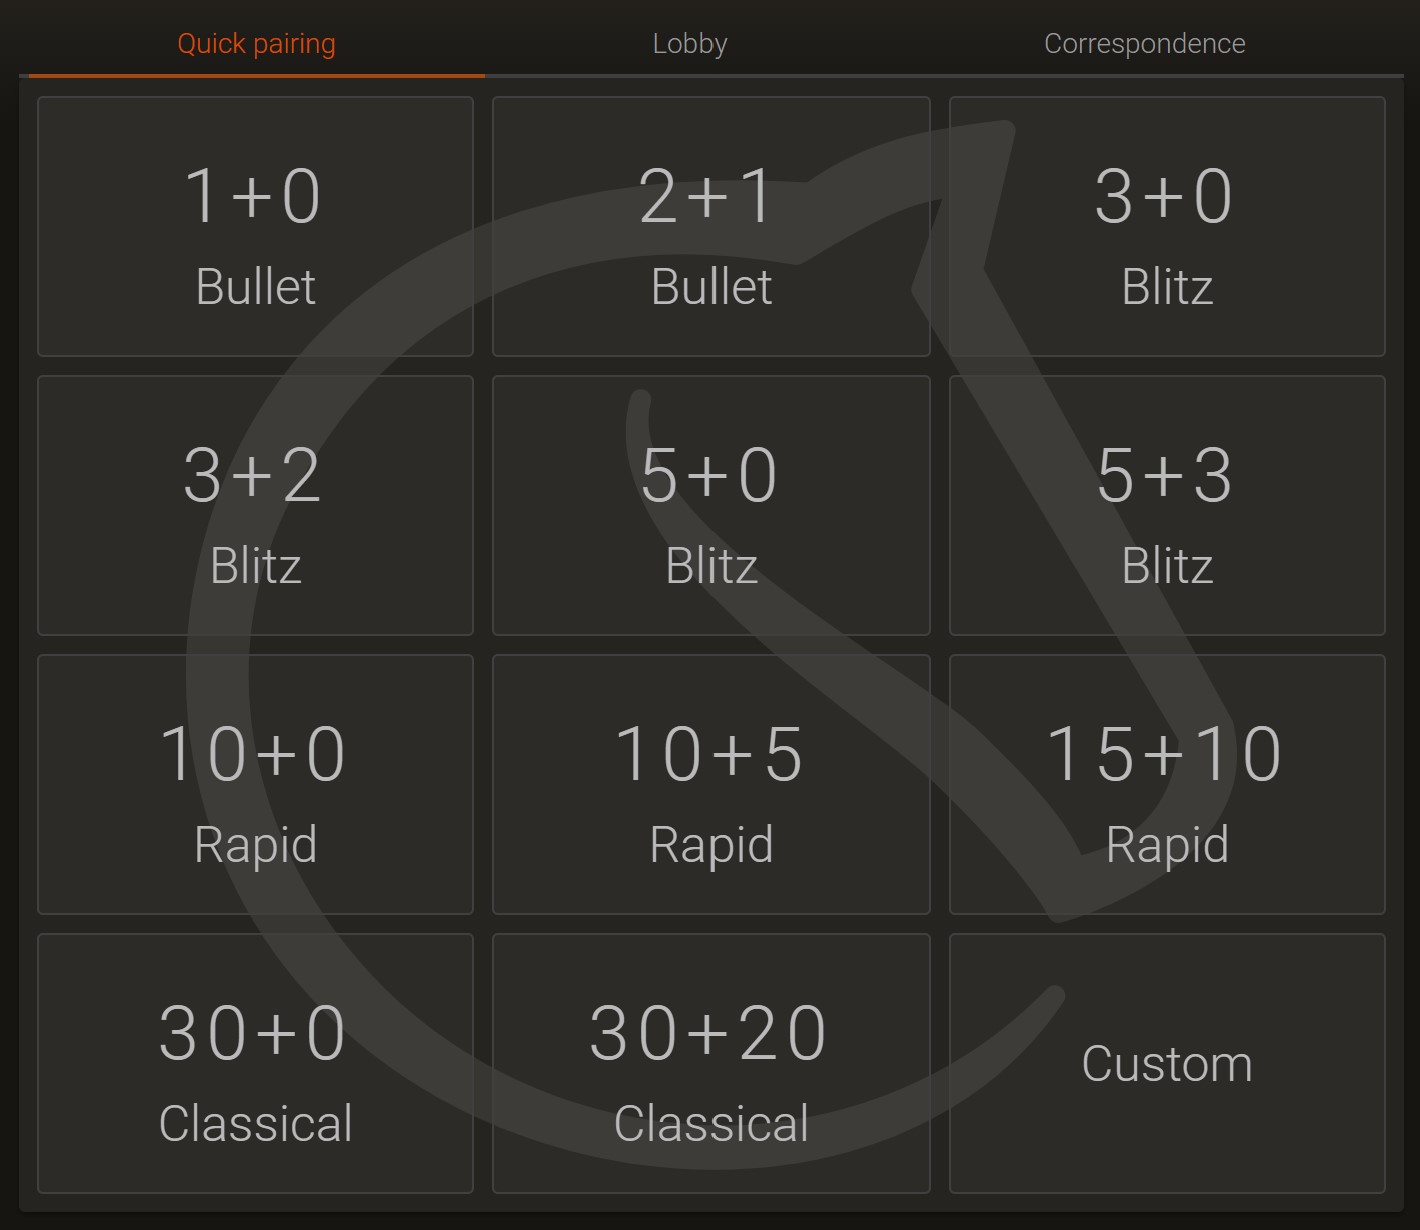 Quick pairing
Lobby
Correspondence
1+0
Bullet
2+1
Bullet
3+0
Blitz
3+2
Blitz
5+0
Blitz
5+3
Blitz
10+0
Rapid
10+5
Rapid
15+10
Rapid
30+0
Classical
30+20
Classical
Custom